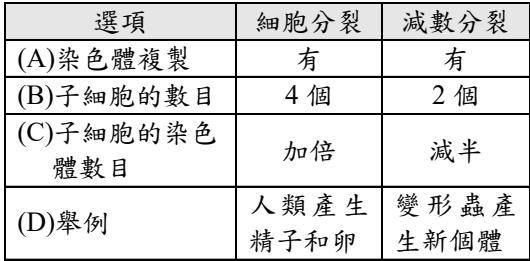 選項 細胞分裂 減數分裂
(A)染色體複製 有 有
(B)子細胞的數目 4 個 2 個
(C)子細胞的染色
體數目 加倍 減半
(D)舉例 人類產生
精子和卵 變形蟲產
生新個體